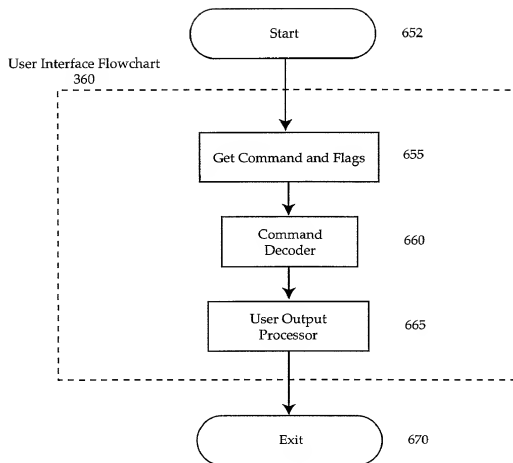 Start 652
User Interface Flowchart
360
Get Command and Flags 655
Command
Decoder
660
User Output
Processor
665
Exit 670